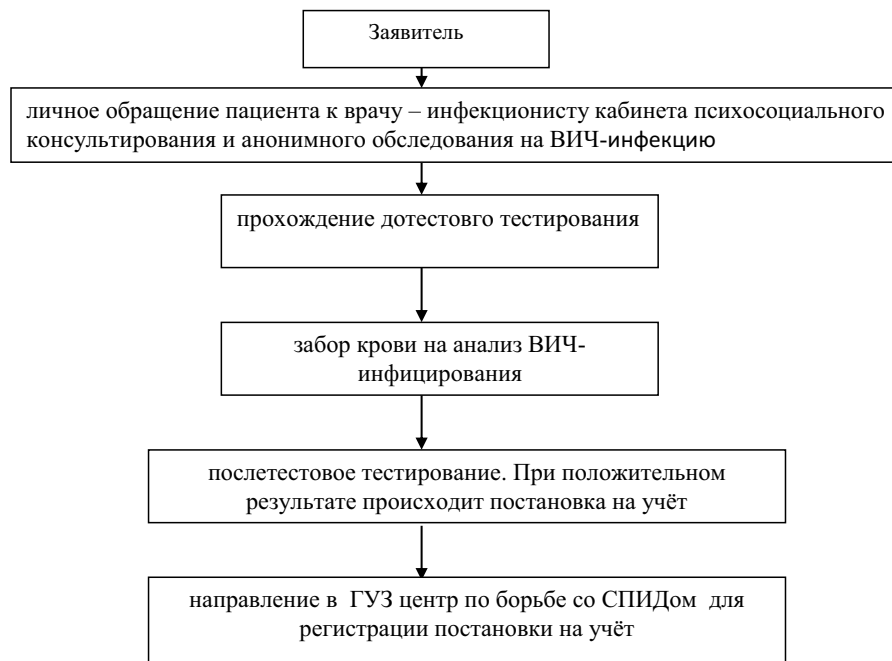 Заявитель
личное обращение пациента к врачу – инфекционисту кабинета психосоциального
консультирования и анонимного обследования на ВИЧ-инфекцию
прохождение дотестовго тестирования
забор крови на анализ ВИЧ-
инфицирования
послетестовое тестирование. При положительном
результате происходит постановка на учёт
направление в ГУЗ центр по борьбе со СПИДом для
регистрации постановки на учёт